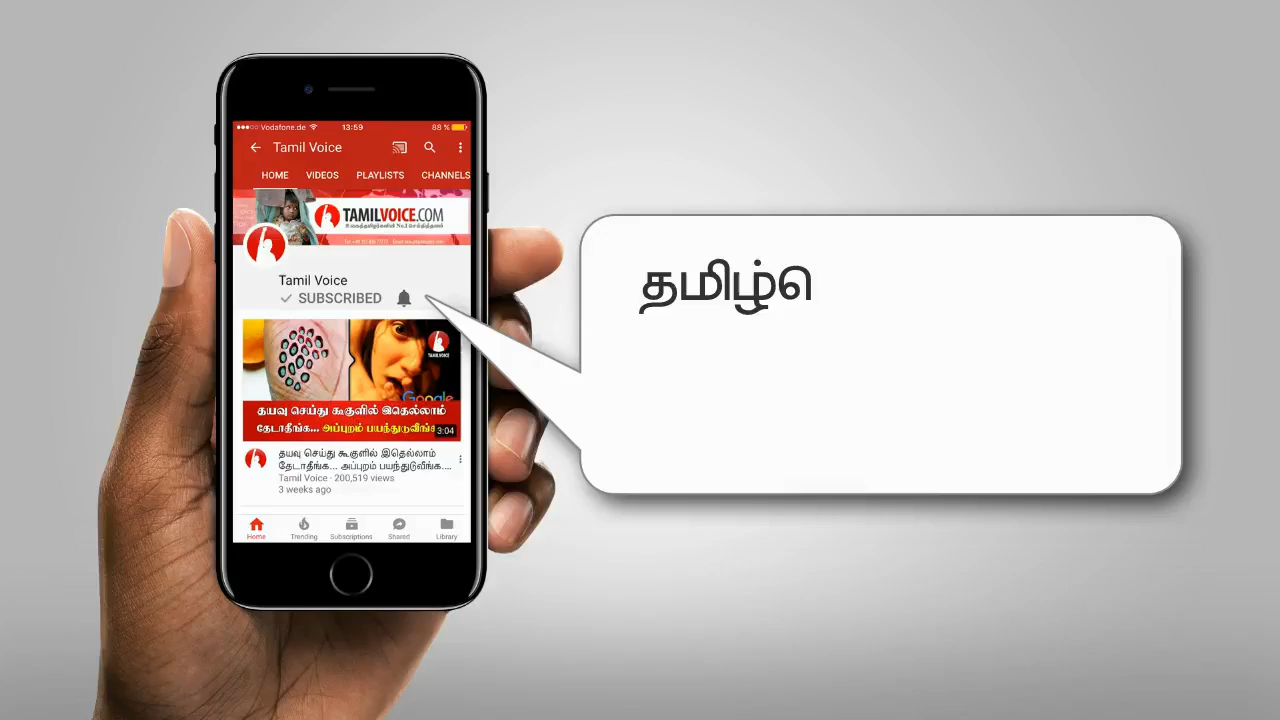 Vodafone.de 13:59 88 %
Tamil Voice
HOME VIDEOS PLAYLISTS CHANNELS
TAMILVOICE.COM
Tamil Voice
SUBSCRIBED
TAMILVOICE
Google
தயவு செய்து கூகுளில் இதெல்லாம்
தேடாதீங்க... அப்புறம் பயந்துடுவீங்க
3:04
தயவு செய்து கூகுளில் இதெல்லாம்
தேடாதீங்க... அப்புறம் பயந்துடுவீங்க....
Tamil Voice - 200,519 views
3 weeks ago
Home Trending Subscriptions Shared Library
தமிழ்வெ